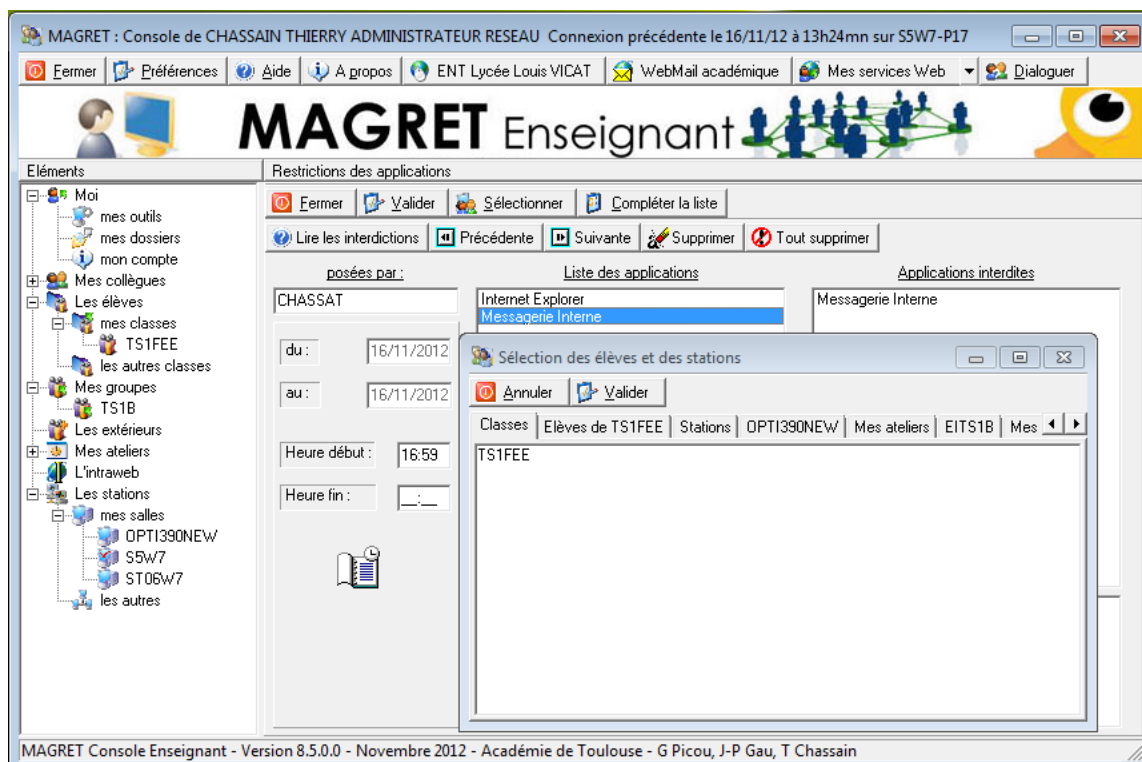 MAGRET : Console de CHASSAIN THIERRY ADMINISTRATEUR RESEAU Connexion précédente le 16/11/12 à 13h24mn sur S5W7-P17
Fermer Préférences Aide A propos ENT Lycée Louis VICAT WebMail académique Mes services Web Dialoguer
MAGRET Enseignant
Eléments
Moi
mes outils
mes dossiers
mon compte
Mes collègues
Les élèves
mes classes
TS1FEE
les autres classes
Mes groupes
TS1B
Les extérieurs
Mes ateliers
L'intraweb
Les stations
mes salles
OPTI390NEW
S5W7
ST06W7
les autres
Restrictions des applications
Fermer Valider Sélectionner Compléter la liste
Lire les interdictions Précédente Suivante Supprimer Tout supprimer
posées par :
CHASSAT
du : 16/11/2012
au : 16/11/2012
Heure début : 16:59
Heure fin : __:__
Liste des applications
Internet Explorer
Messagerie Interne
Applications interdites
Messagerie Interne
Sélection des élèves et des stations
Annuler Valider
Classes Elèves de TS1FEE Stations OPTI390NEW Mes ateliers EITS1B Mes
TS1FEE
MAGRET Console Enseignant - Version 8.5.0.0 - Novembre 2012 - Académie de Toulouse - G Picou, J-P Gau, T Chassain